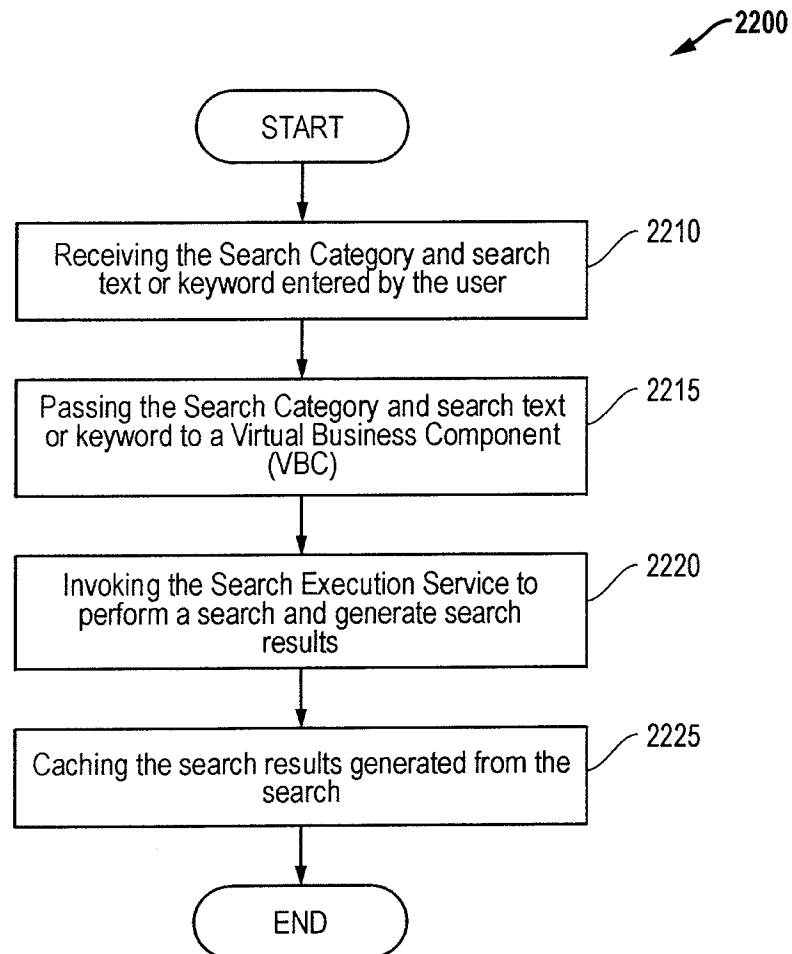 2200
START
Receiving the Search Category and search
text or keyword entered by the user
2210
Passing the Search Category and search text
or keyword to a Virtual Business Component
(VBC)
2215
Invoking the Search Execution Service to
perform a search and generate search
results
2220
Caching the search results generated from the
search
2225
END